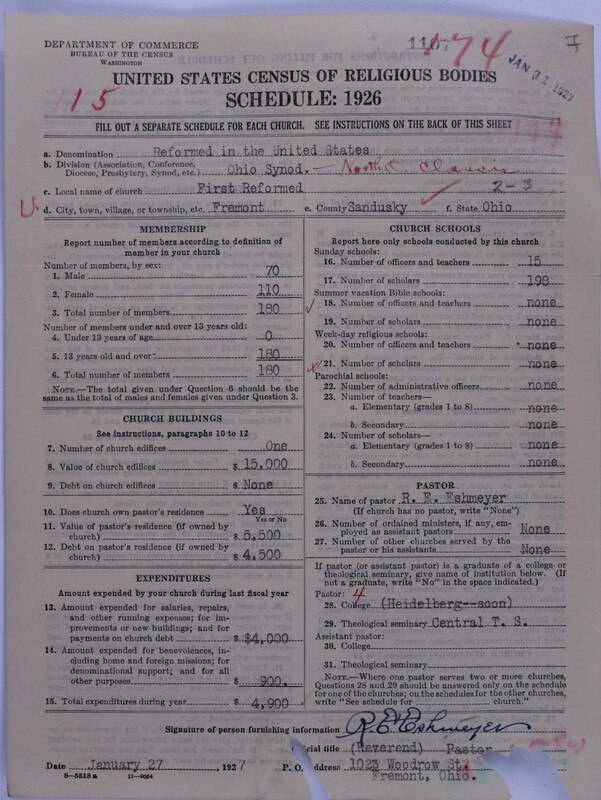 DEPARTMENT OF COMMERCE
BUREAU OF THE CENSUS
WASHINGTON
1167
174
JAN 31 1927
15
UNITED STATES CENSUS OF RELIGIOUS BODIES
SCHEDULE: 1926
FILL OUT A SEPARATE SCHEDULE FOR EACH CHURCH. SEE INSTRUCTIONS ON THE BACK OF THIS SHEET
a. Denomination Reformed in the United States
b. Division (Association, Conference, Diocese, Presbytery, Synod, etc.) Ohio Synod. — North O. Classis
c. Local name of church First Reformed 2-3
U. d. City, town, village, or township, etc. Fremont e. County Sandusky f. State Ohio
MEMBERSHIP
Report number of members according to definition of
member in your church
Number of members, by sex:
1. Male 70
2. Female 110
3. Total number of members 180
Number of members under and over 13 years old:
4. Under 13 years of age 0
5. 13 years old and over 180
6. Total number of members 180
NOTE.—The total given under Question 6 should be
same as the total of males and females given under Question 3.
CHURCH BUILDINGS
See instructions, paragraphs 10 to 12
7. Number of church edifices One
8. Value of church edifices $ 15,000
9. Debt on church edifices $ None
10. Does church own pastor's residence Yes
Yes or No
11. Value of pastor's residence (if owned by
church) $ 5,500
12. Debt on pastor's residence (if owned by
church) $ 4,500
EXPENDITURES
Amount expended by your church during last fiscal year
13. Amount expended for salaries, repairs,
and other running expenses; for im-
provements or new buildings; and for
payments on church debt $ $4,000
14. Amount expended for benevolences, in-
cluding home and foreign missions; for
denominational support; and for all
other purposes $ 900.
15. Total expenditures during year $ 4,900
CHURCH SCHOOLS
Report here only schools conducted by this church
Sunday schools:
16. Number of officers and teachers 15
17. Number of scholars 198
Summer vacation Bible schools:
18. Number of officers and teachers none
19. Number of scholars none
Week-day religious schools:
20. Number of officers and teachers none
21. Number of scholars none
Parochial schools:
22. Number of administrative officers none
23. Number of teachers—
a. Elementary (grades 1 to 8) none
b. Secondary none
24. Number of scholars—
a. Elementary (grades 1 to 8) none
b. Secondary none
PASTOR
25. Name of pastor R. E. Eshmeyer
(If church has no pastor, write "None")
26. Number of ordained ministers, if any, em-
ployed as assistant pastors None
27. Number of other churches served by the
pastor or his assistants None
If pastor (or assistant pastor) is a graduate of a college or
theological seminary, give name of institution below. (If
not a graduate, write "No" in the space indicated.)
Pastor: 4
28. College (Heidelberg--soon)
29. Theological seminary Central T. S.
Assistant pastor:
30. College
31. Theological seminary
NOTE.—Where one pastor serves two or more churches,
Questions 28 and 29 should be answered only on the schedule
for one of the churches; on the schedules for the other churches,
write "See schedule for church."
Signature of person furnishing information R. E. Eshmeyer
cial title (Reverend) Pastor
Date January 27, 1927 P. O. ddress 1023 Woodrow St.
8—5518 a 11—9054 Fremont, Ohio.